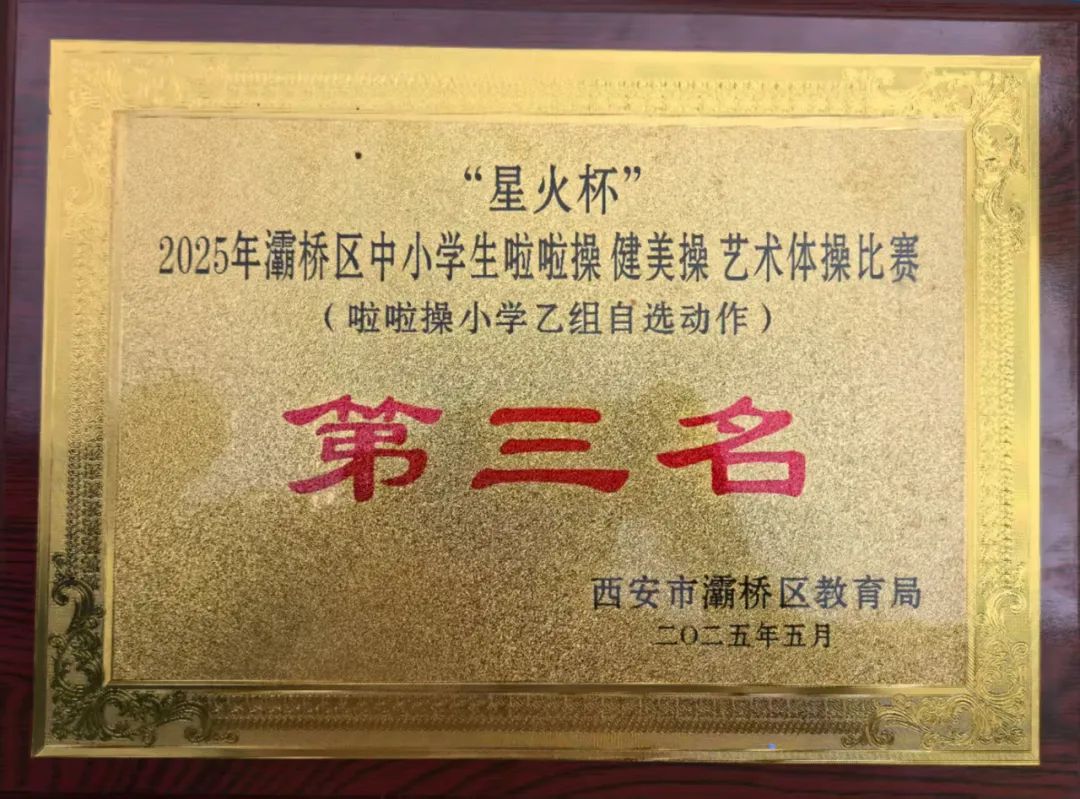 “星火杯”
2025年灞桥区中小学生啦啦操 健美操 艺术体操比赛
（啦啦操小学乙组自选动作）
第三名
西安市灞桥区教育局
二〇二五年五月